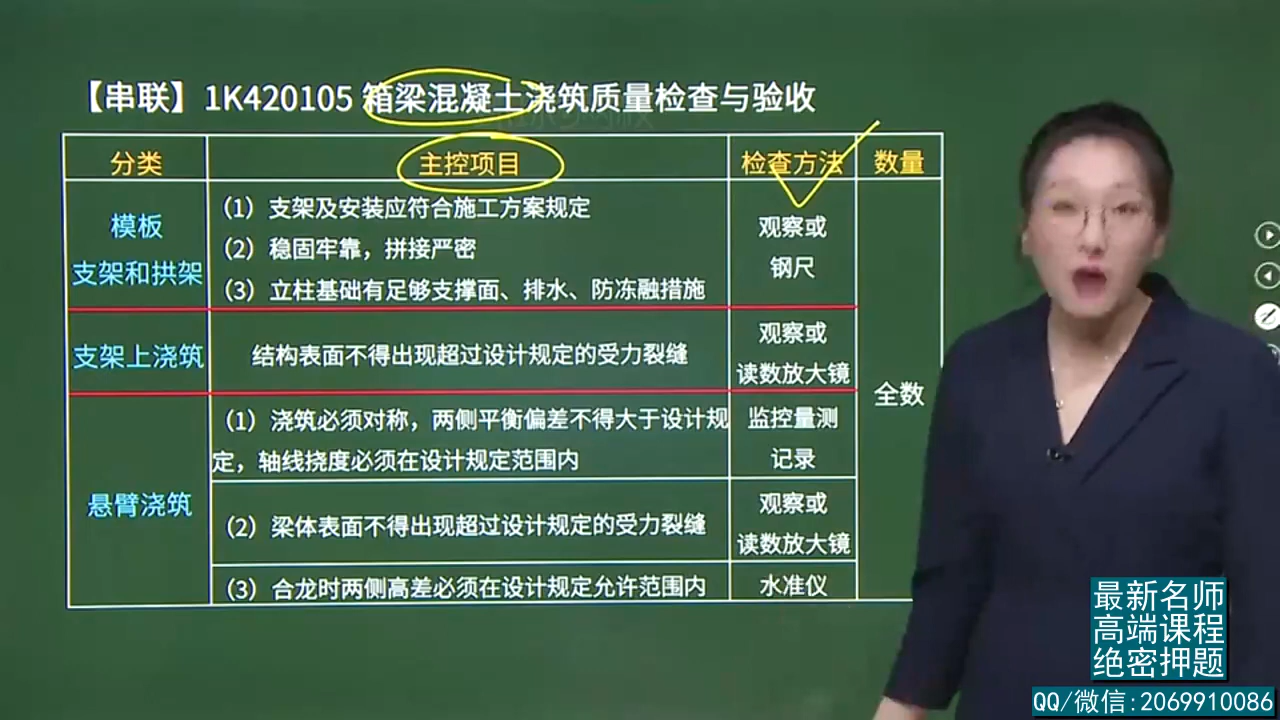 【串联】1K420105 箱梁混凝土浇筑质量检查与验收
分类 主控项目 检查方法 数量
模板
支架和拱架
（1）支架及安装应符合施工方案规定
（2）稳固牢靠，拼接严密
（3）立柱基础有足够支撑面、排水、防冻融措施
观察或
钢尺
支架上浇筑
结构表面不得出现超过设计规定的受力裂缝
观察或
读数放大镜
全数
悬臂浇筑
（1）浇筑必须对称，两侧平衡偏差不得大于设计规
定，轴线挠度必须在设计规定范围内
监控量测
记录
（2）梁体表面不得出现超过设计规定的受力裂缝
观察或
读数放大镜
（3）合龙时两侧高差必须在设计规定允许范围内
水准仪
最新名师
高端课程
绝密押题
QQ/微信:2069910086